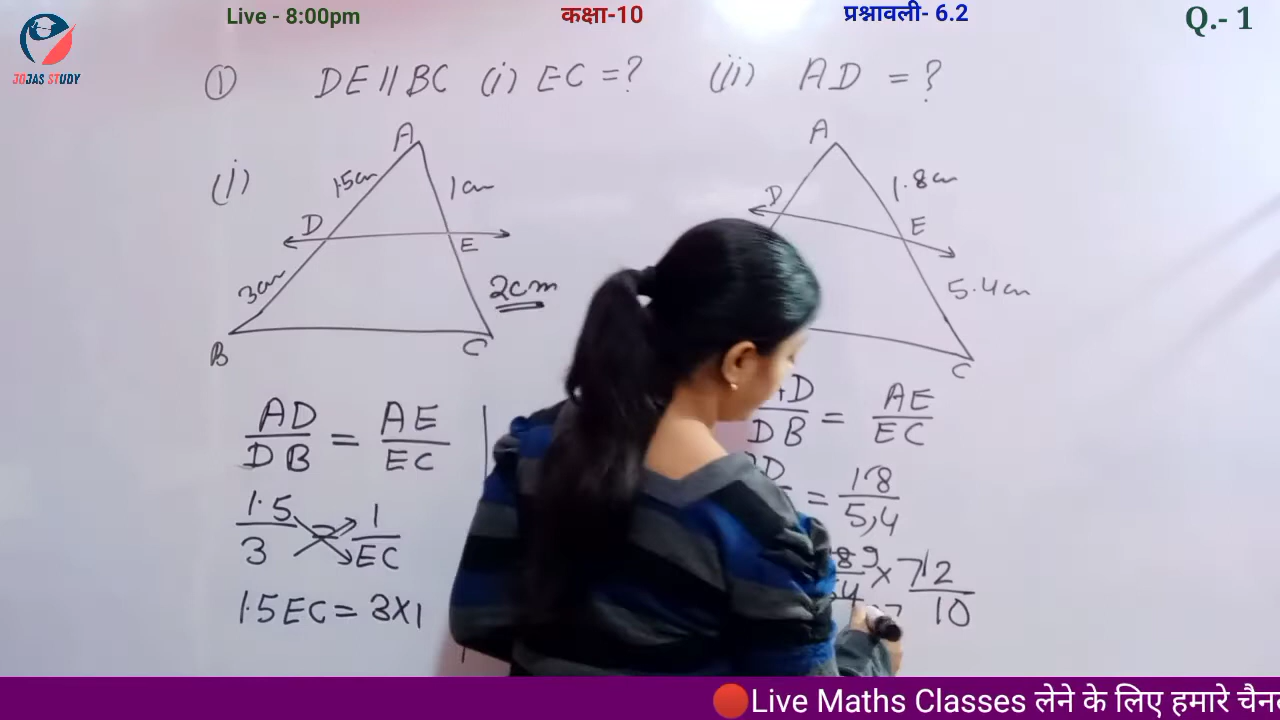 Live - 8:00pm कक्षा-10 प्रश्नावली- 6.2 Q.- 1
JOJAS STUDY
① DE || BC (i) EC = ? (ii) AD = ?
(i)
A
1.5cm
1cm
D
E
3cm
2cm
B
C
A
1.8cm
D
E
5.4cm
C
AD/DB = AE/EC
1.5/3 1/EC
1.5EC = 3×1
AD/DB = AE/EC
= 1.8/5.4
× 7.2/10
🔴Live Maths Classes लेने के लिए हमारे